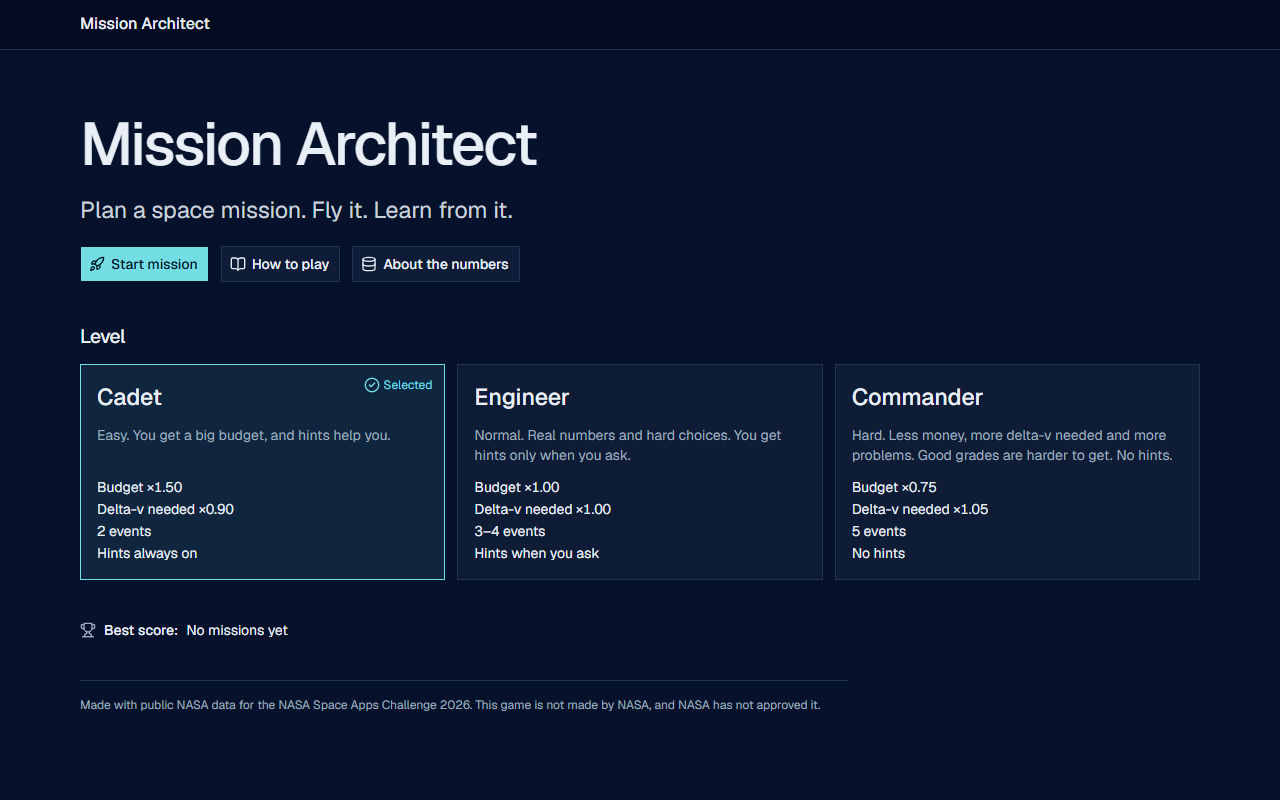 Mission Architect
Mission Architect
Plan a space mission. Fly it. Learn from it.
Start mission
How to play
About the numbers
Level
Cadet
Selected
Easy. You get a big budget, and hints help you.
Budget ×1.50
Delta-v needed ×0.90
2 events
Hints always on
Engineer
Normal. Real numbers and hard choices. You get
hints only when you ask.
Budget ×1.00
Delta-v needed ×1.00
3–4 events
Hints when you ask
Commander
Hard. Less money, more delta-v needed and more
problems. Good grades are harder to get. No hints.
Budget ×0.75
Delta-v needed ×1.05
5 events
No hints
Best score: No missions yet
Made with public NASA data for the NASA Space Apps Challenge 2026. This game is not made by NASA, and NASA has not approved it.